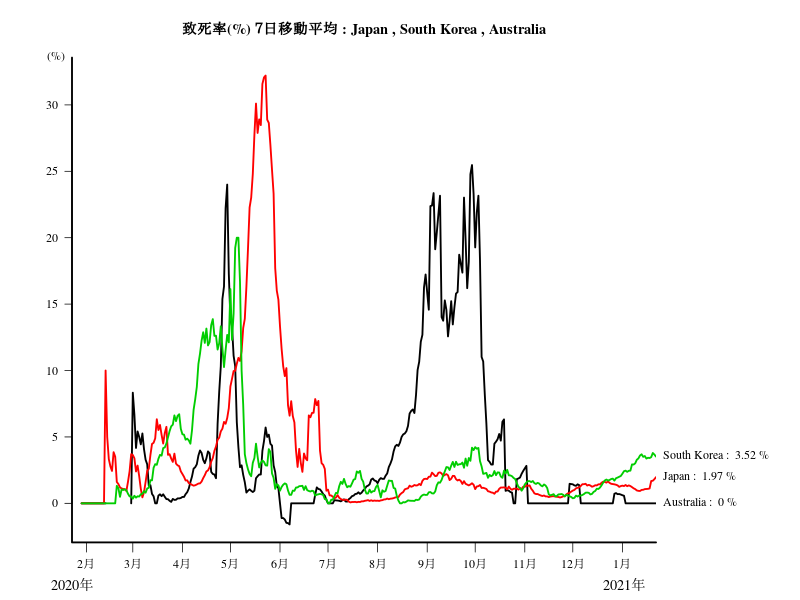 致死率(%) 7日移動平均 : Japan , South Korea , Australia
(%)
30
25
20
15
10
5
0
South Korea : 3.52 %
Japan : 1.97 %
Australia : 0 %
2月 3月 4月 5月 6月 7月 8月 9月 10月 11月 12月 1月
2020年 2021年